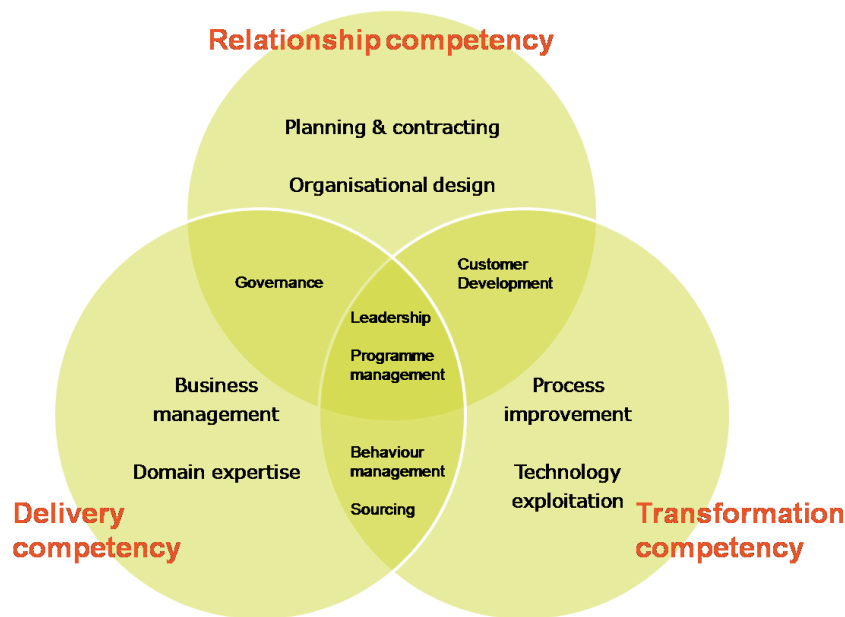 Relationship competency
Planning & contracting
Organisational design
Governance
Customer
Development
Leadership
Programme
management
Business
management
Domain expertise
Process
improvement
Technology
exploitation
Behaviour
management
Sourcing
Delivery
competency
Transformation
competency